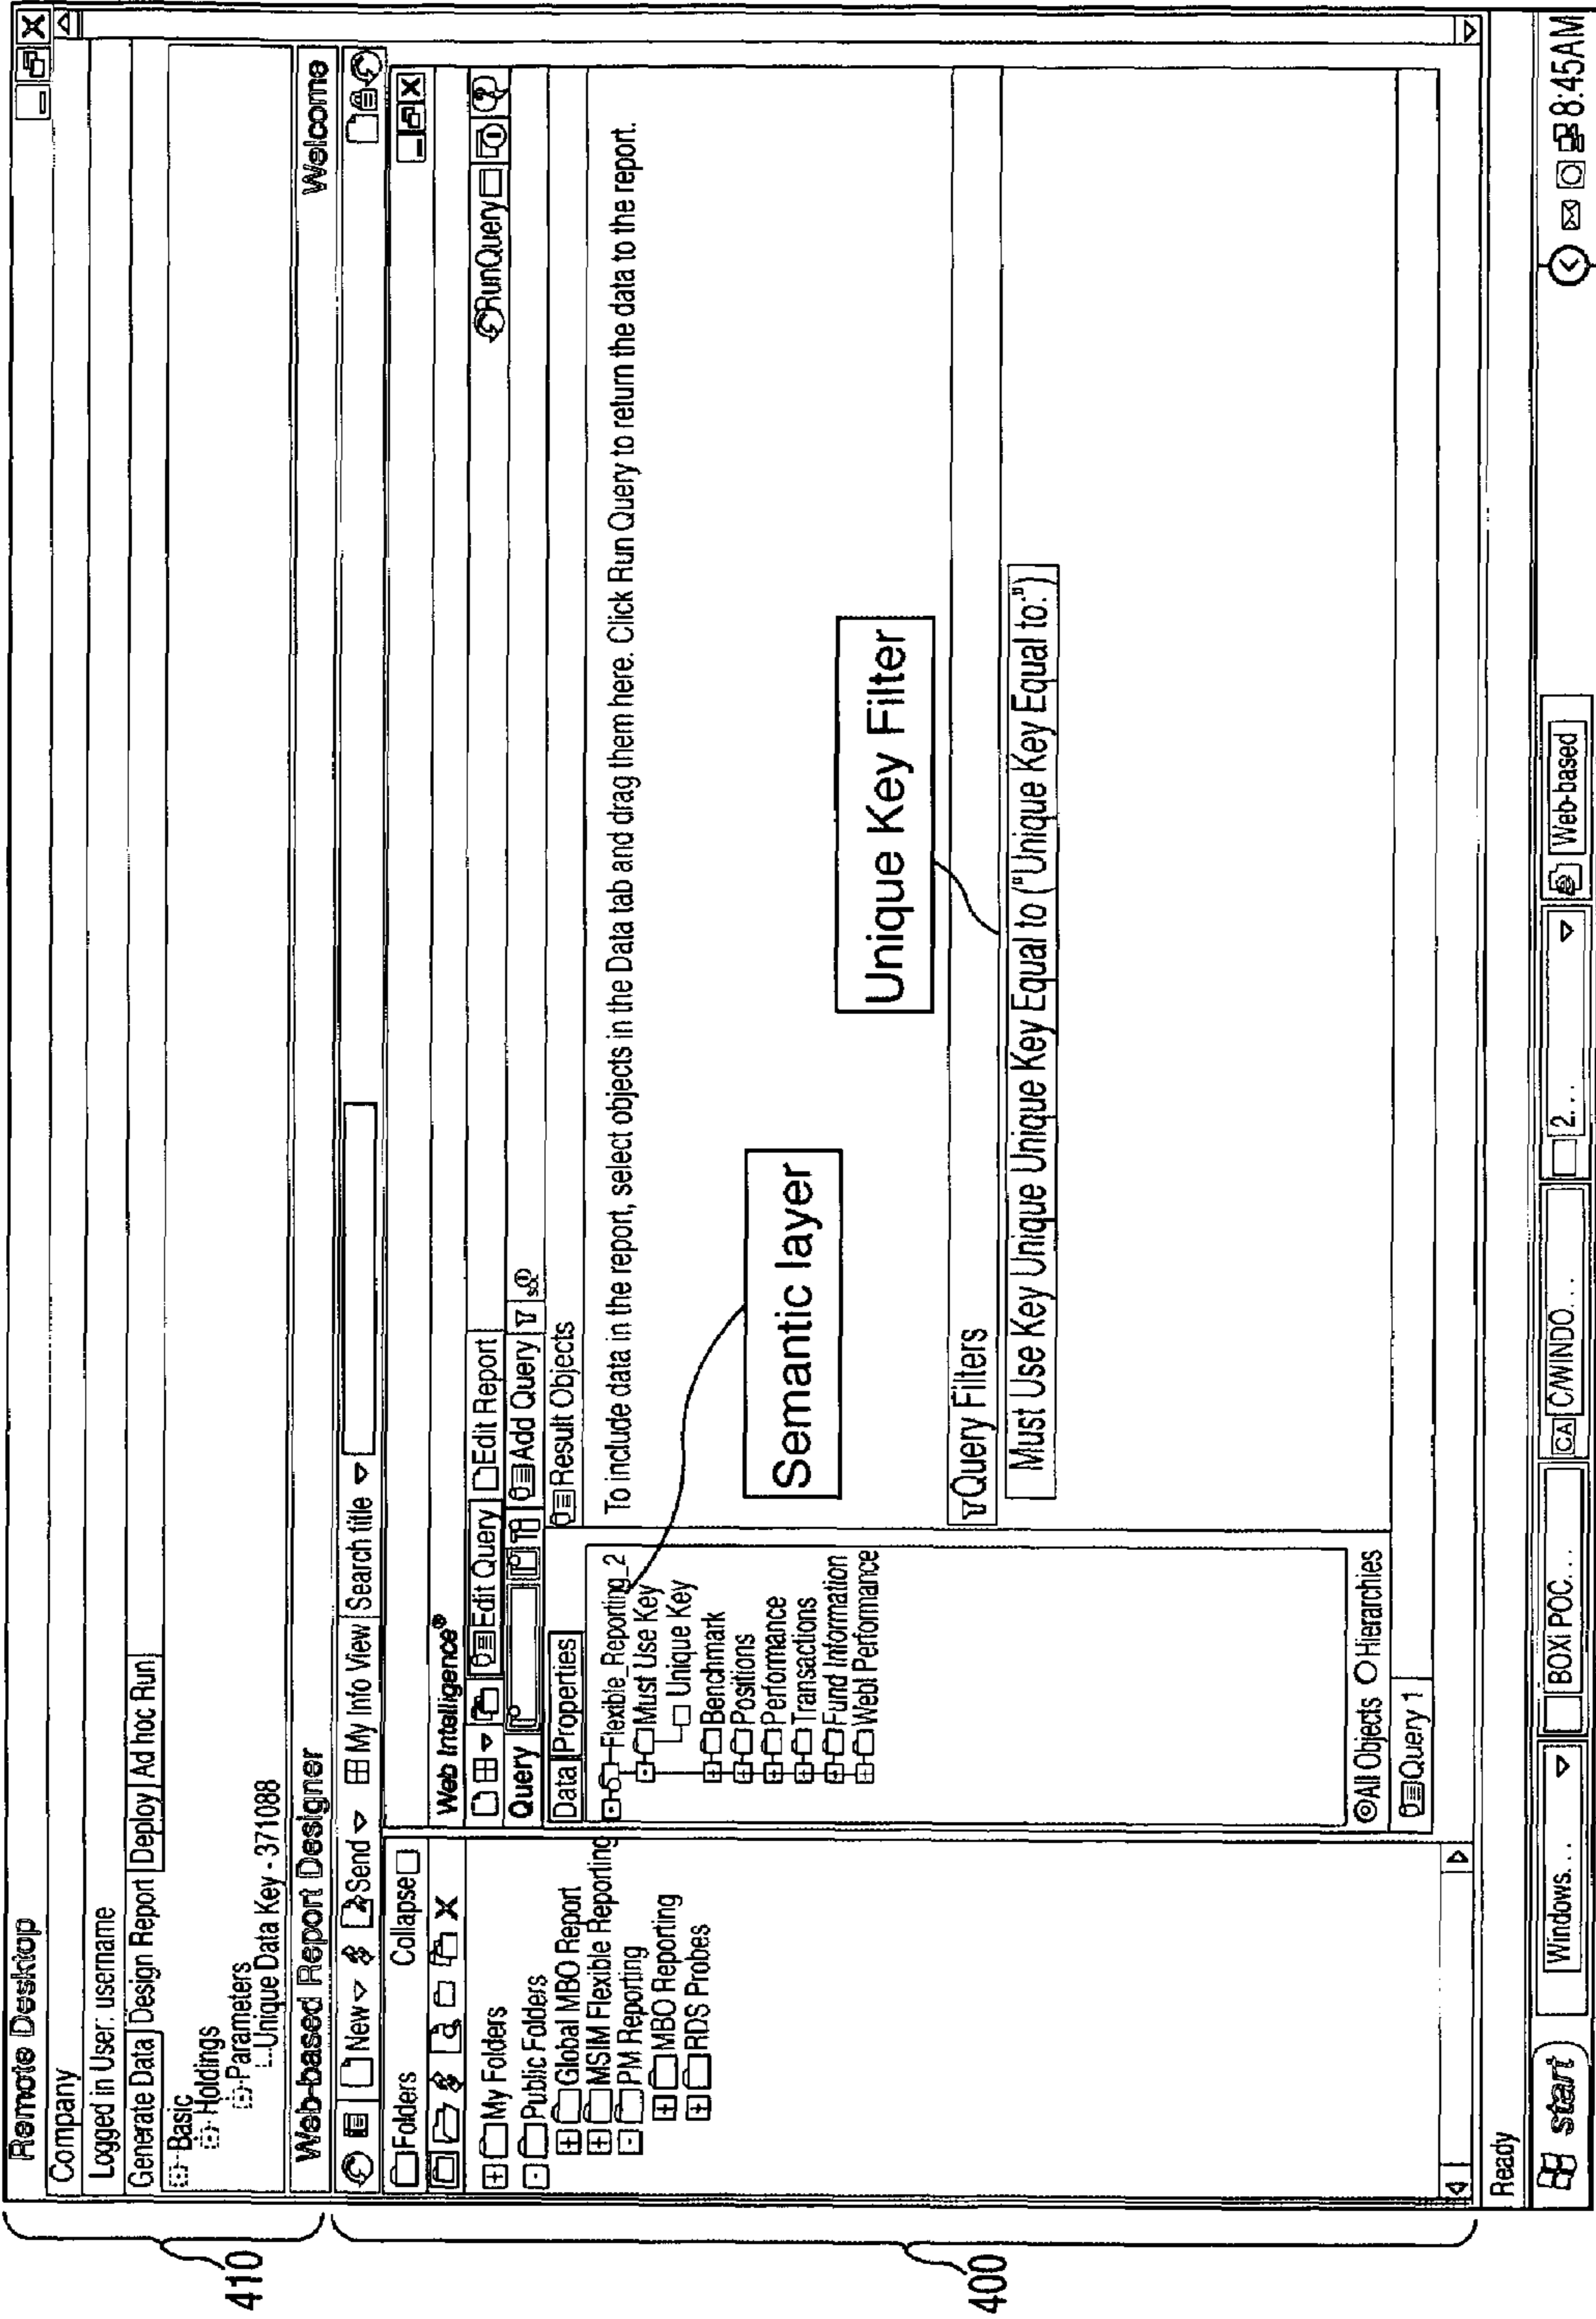 Remote Desktop
Company
Logged in User: username
Generate Data Design Report Deploy Ad hoc Run
Basic
Holdings
Parameters
Unique Data Key - 371088
410
Web-based Report Designer Welcome
New Send My Info View Search title
Folders Collapse
My Folders
Public Folders
Global MBO Report
MSIM Flexible Reporting
PM Reporting
MBO Reporting
RDS Probes
400
Web Intelligence®
Edit Query Edit Report Run Query
Query Add Query SQL
Data Properties
Flexible_Reporting_2
Must Use Key
Unique Key
Benchmark
Positions
Performance
Transactions
Fund Information
WebI Performance
All Objects Hierarchies
Query 1
Result Objects
To include data in the report, select objects in the Data tab and drag them here. Click Run Query to return the data to the report.
Semantic layer
Unique Key Filter
Query Filters
Must Use Key Unique Unique Key Equal to ("Unique Key Equal to:")
Ready
start Windows... BOXI POC... CA C/WINDO... 2... Web-based 8:45AM